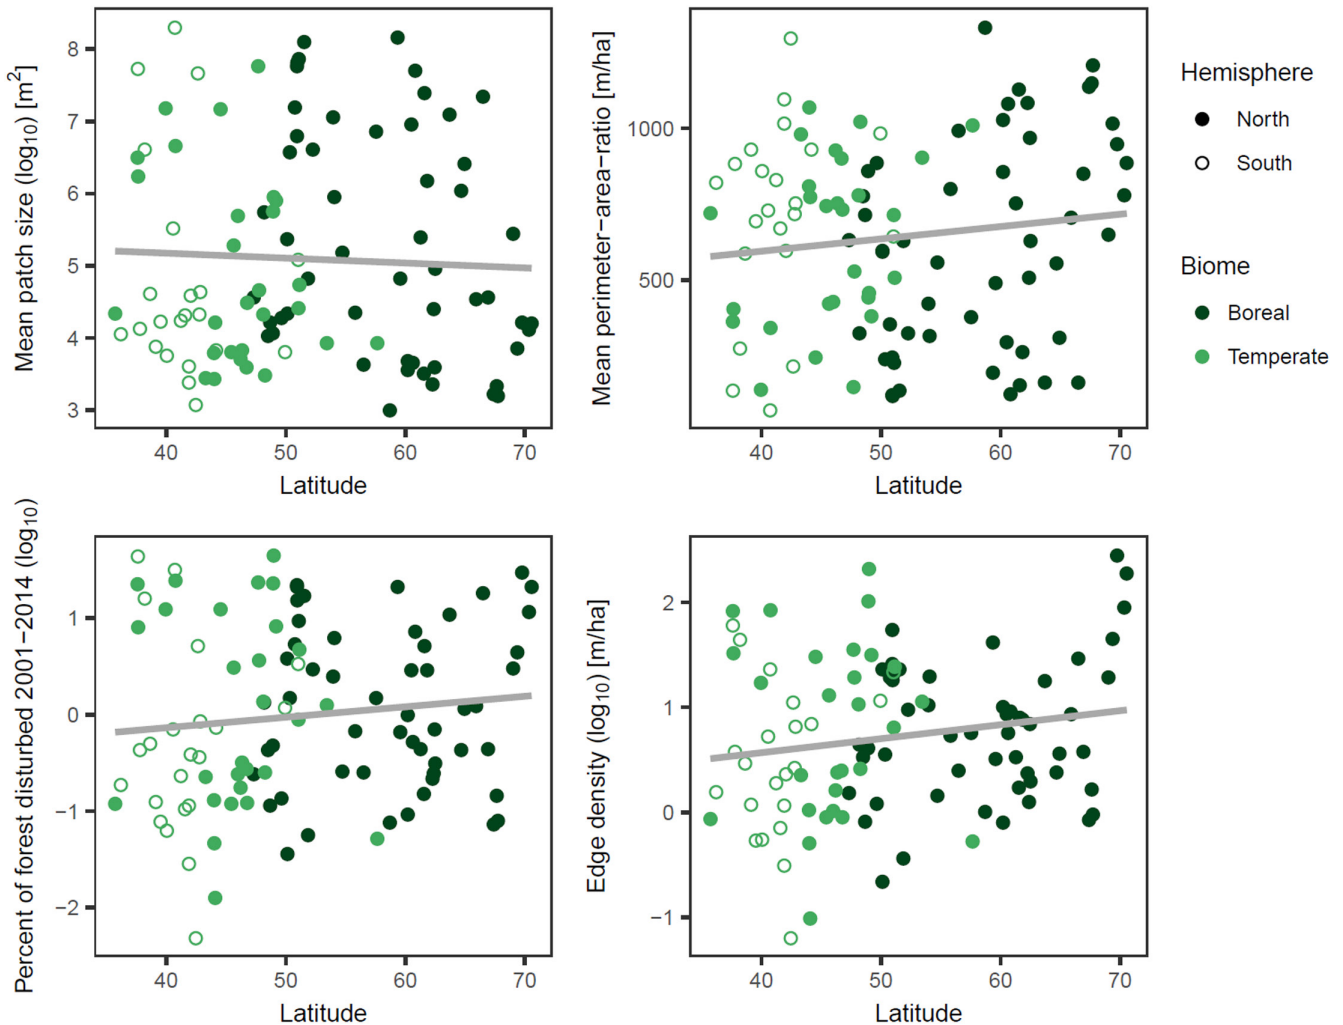 Mean patch size (log10) [m2]
8
7
6
5
4
3
40 50 60 70
Latitude
Mean perimeter−area−ratio [m/ha]
1000
500
40 50 60 70
Latitude
Hemisphere
North
South
Biome
Boreal
Temperate
Percent of forest disturbed 2001−2014 (log10)
1
0
−1
−2
40 50 60 70
Latitude
Edge density (log10) [m/ha]
2
1
0
−1
40 50 60 70
Latitude